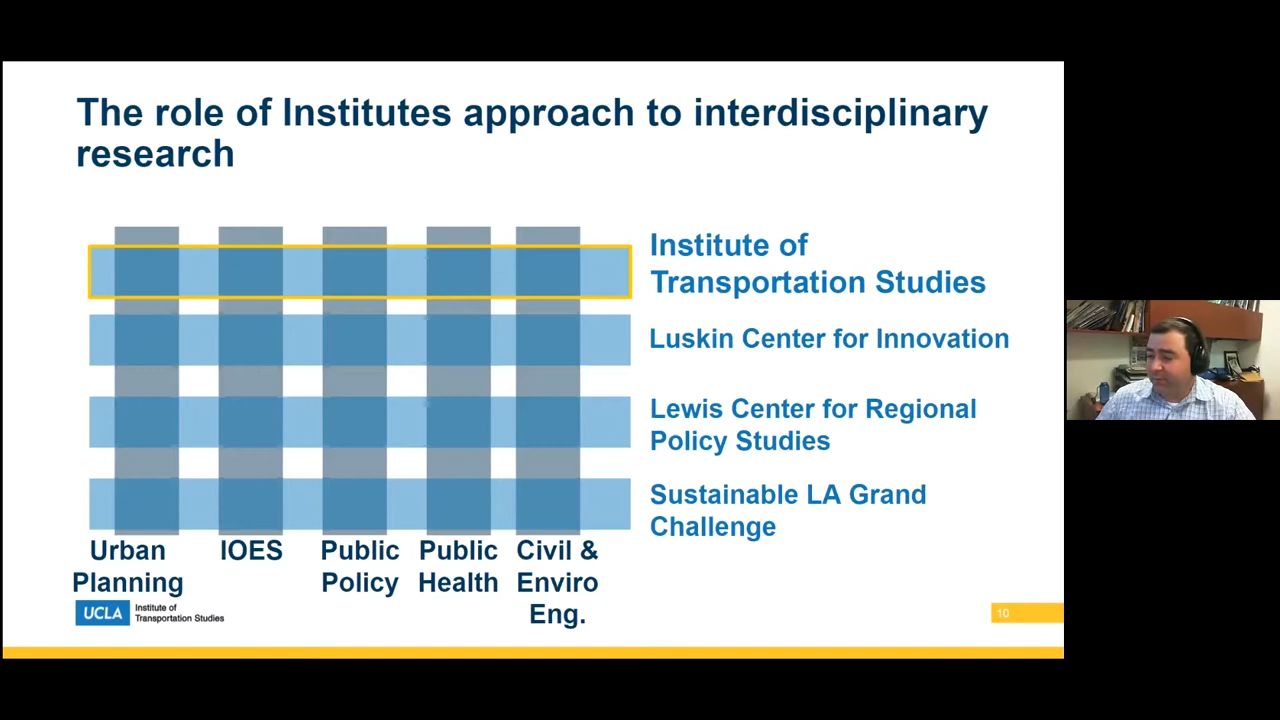 The role of Institutes approach to interdisciplinary
research
Institute of
Transportation Studies
Luskin Center for Innovation
Lewis Center for Regional
Policy Studies
Sustainable LA Grand
Challenge
Urban
Planning
IOES
Public
Policy
Public
Health
Civil &
Enviro
Eng.
UCLA
Institute of
Transportation Studies
10